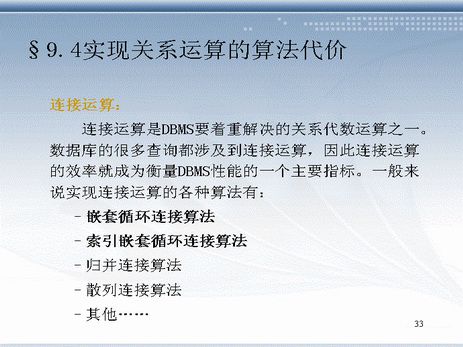 §9.4实现关系运算的算法代价
连接运算：
连接运算是DBMS要着重解决的关系代数运算之一。
数据库的很多查询都涉及到连接运算，因此连接运算
的效率就成为衡量DBMS性能的一个主要指标。一般来
说实现连接运算的各种算法有：
–嵌套循环连接算法
–索引嵌套循环连接算法
–归并连接算法
–散列连接算法
–其他……
33